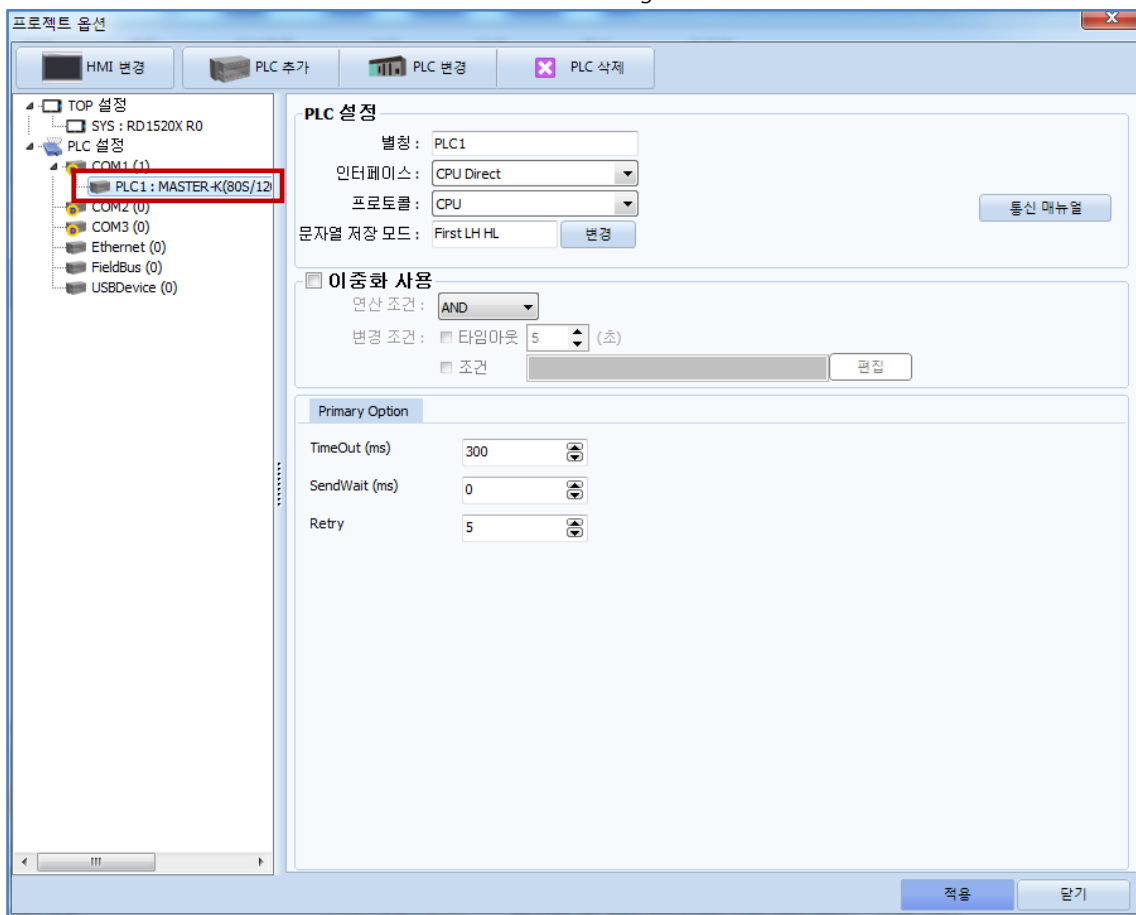 프로젝트 옵션
HMI 변경
PLC 추가
PLC 변경
PLC 삭제
TOP 설정
SYS : RD1520X R0
PLC 설정
COM1 (1)
PLC1 : MASTER-K(80S/12
COM2 (0)
COM3 (0)
Ethernet (0)
FieldBus (0)
USBDevice (0)
PLC 설정
별칭 : PLC1
인터페이스 : CPU Direct
프로토콜 : CPU
통신 매뉴얼
문자열 저장 모드 : First LH HL 변경
이중화 사용
연산 조건 : AND
변경 조건 : 타임아웃 5 (초)
조건 편집
Primary Option
TimeOut (ms) 300
SendWait (ms) 0
Retry 5
적용 닫기